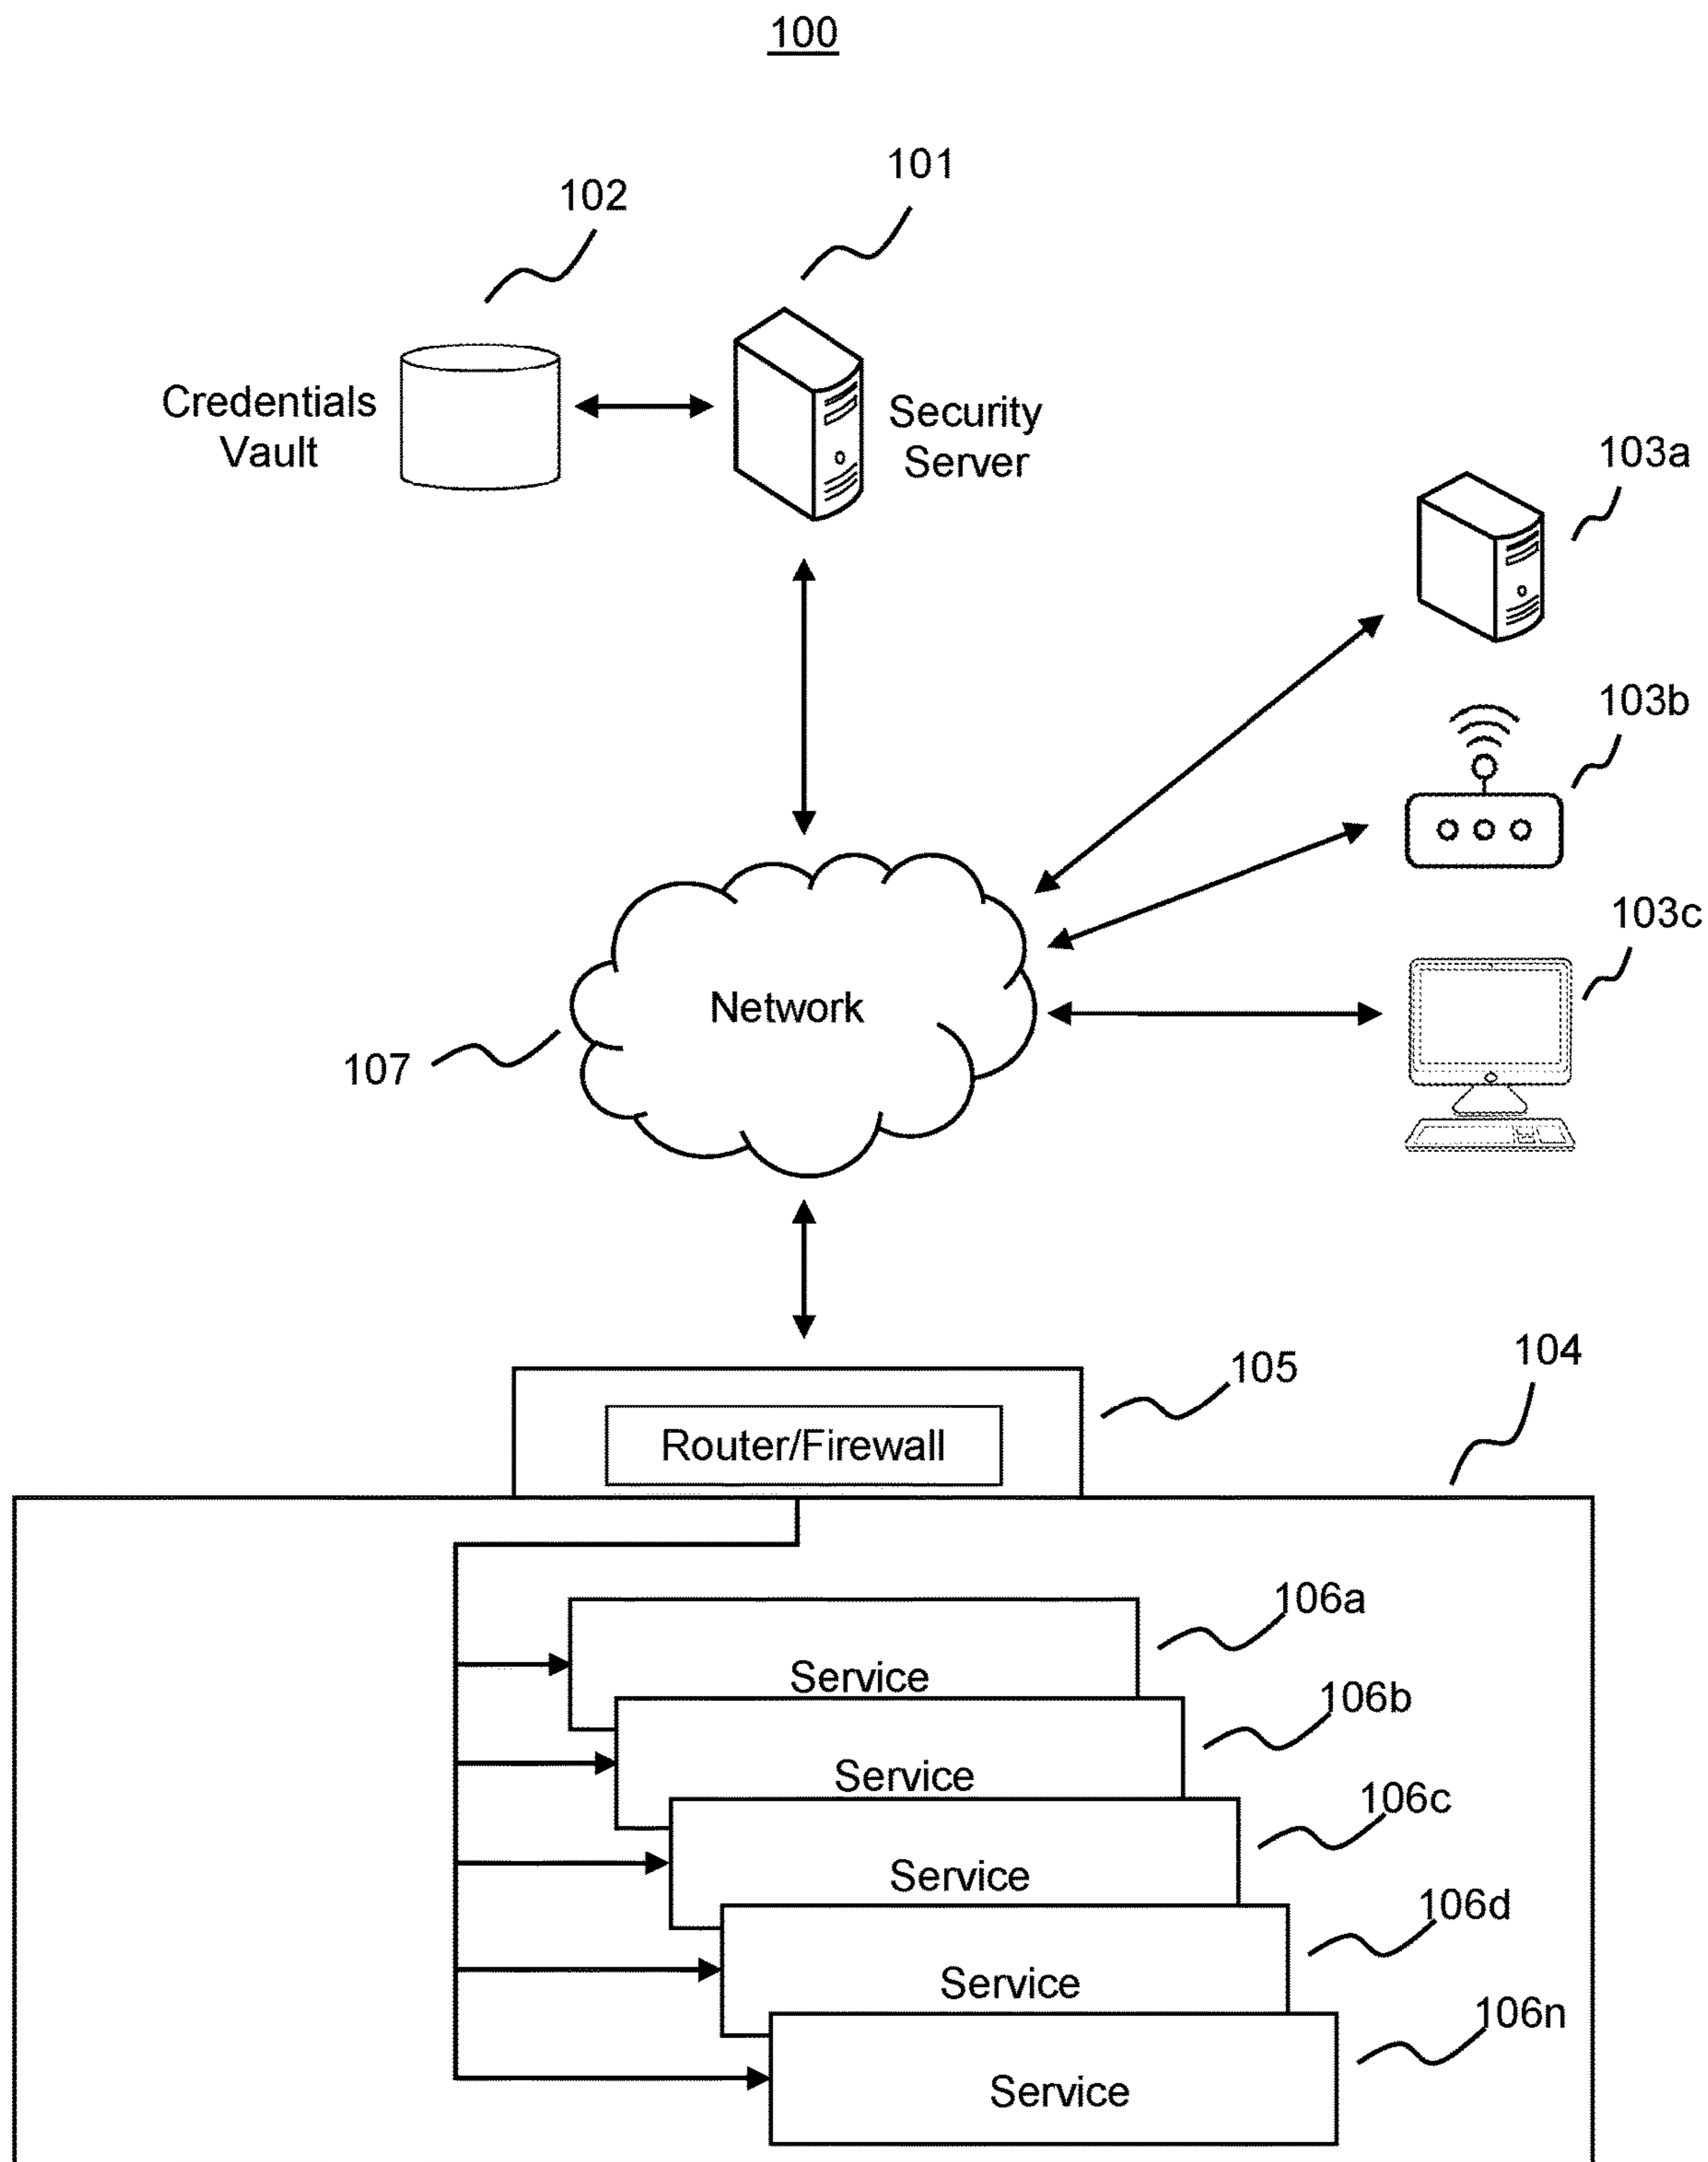 100
101
102
Credentials
Vault
Security
Server
103a
103b
103c
Network
107
104
105
Router/Firewall
106a
Service
106b
Service
106c
Service
106d
Service
106n
Service